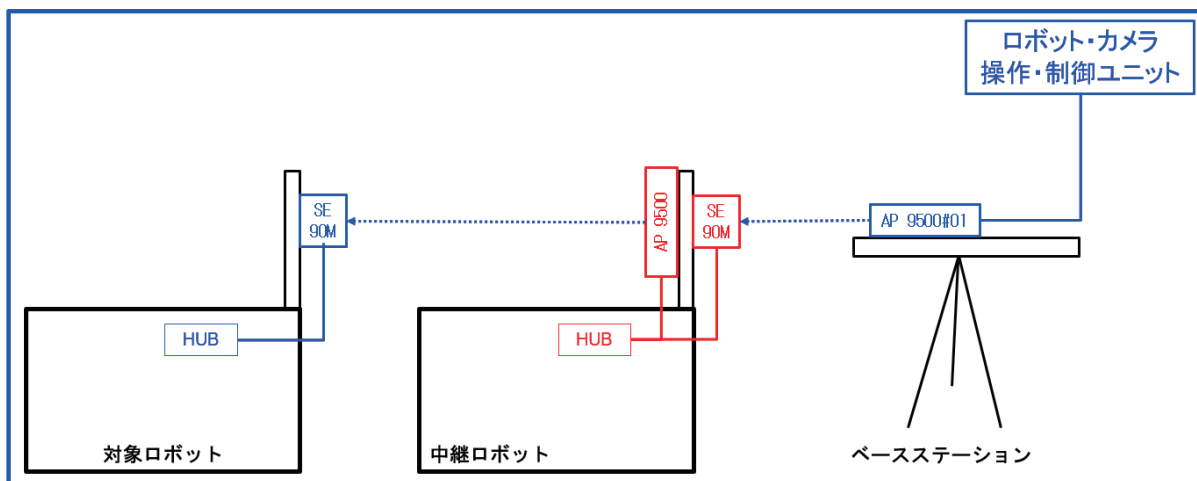 ロボット・カメラ
操作・制御ユニット
SE
90M
AP 9500
SE
90M
AP 9500#01
HUB
HUB
対象ロボット
中継ロボット
ベースステーション